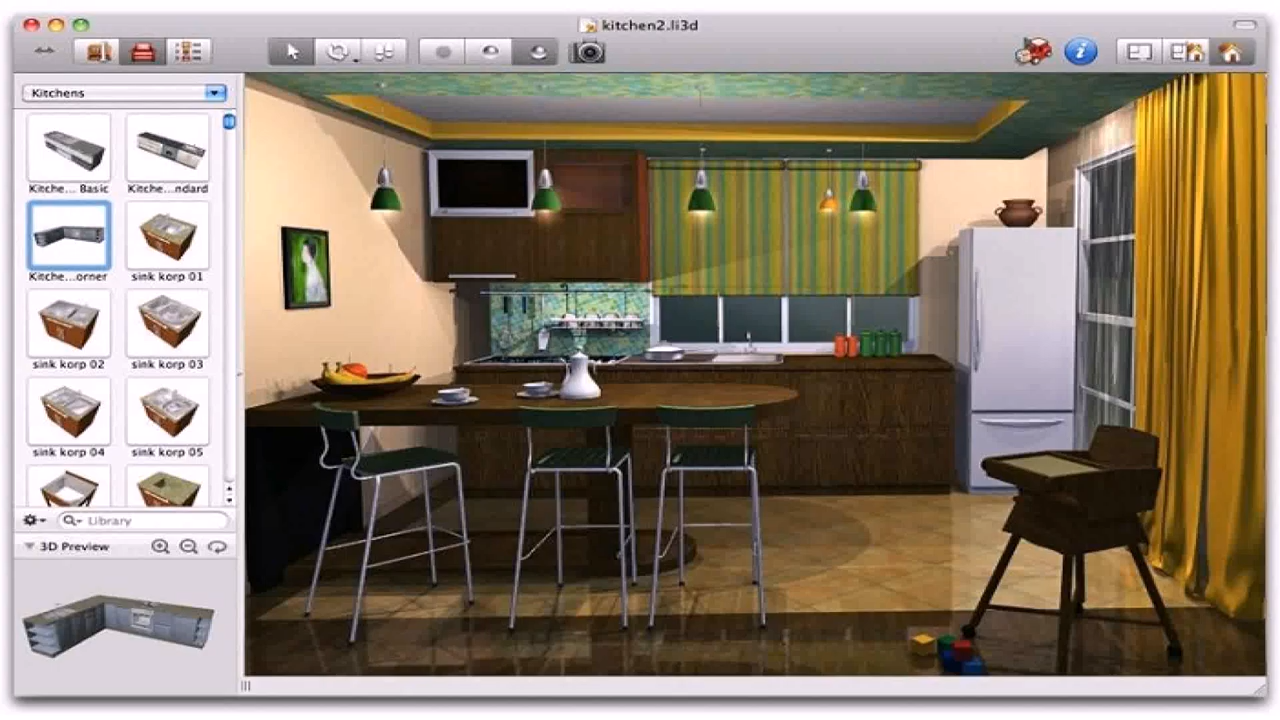 kitchen2.li3d
Kitchens
Kitche... Basic
Kitche...ndard
Kitche...orner
sink korp 01
sink korp 02
sink korp 03
sink korp 04
sink korp 05
Library
3D Preview